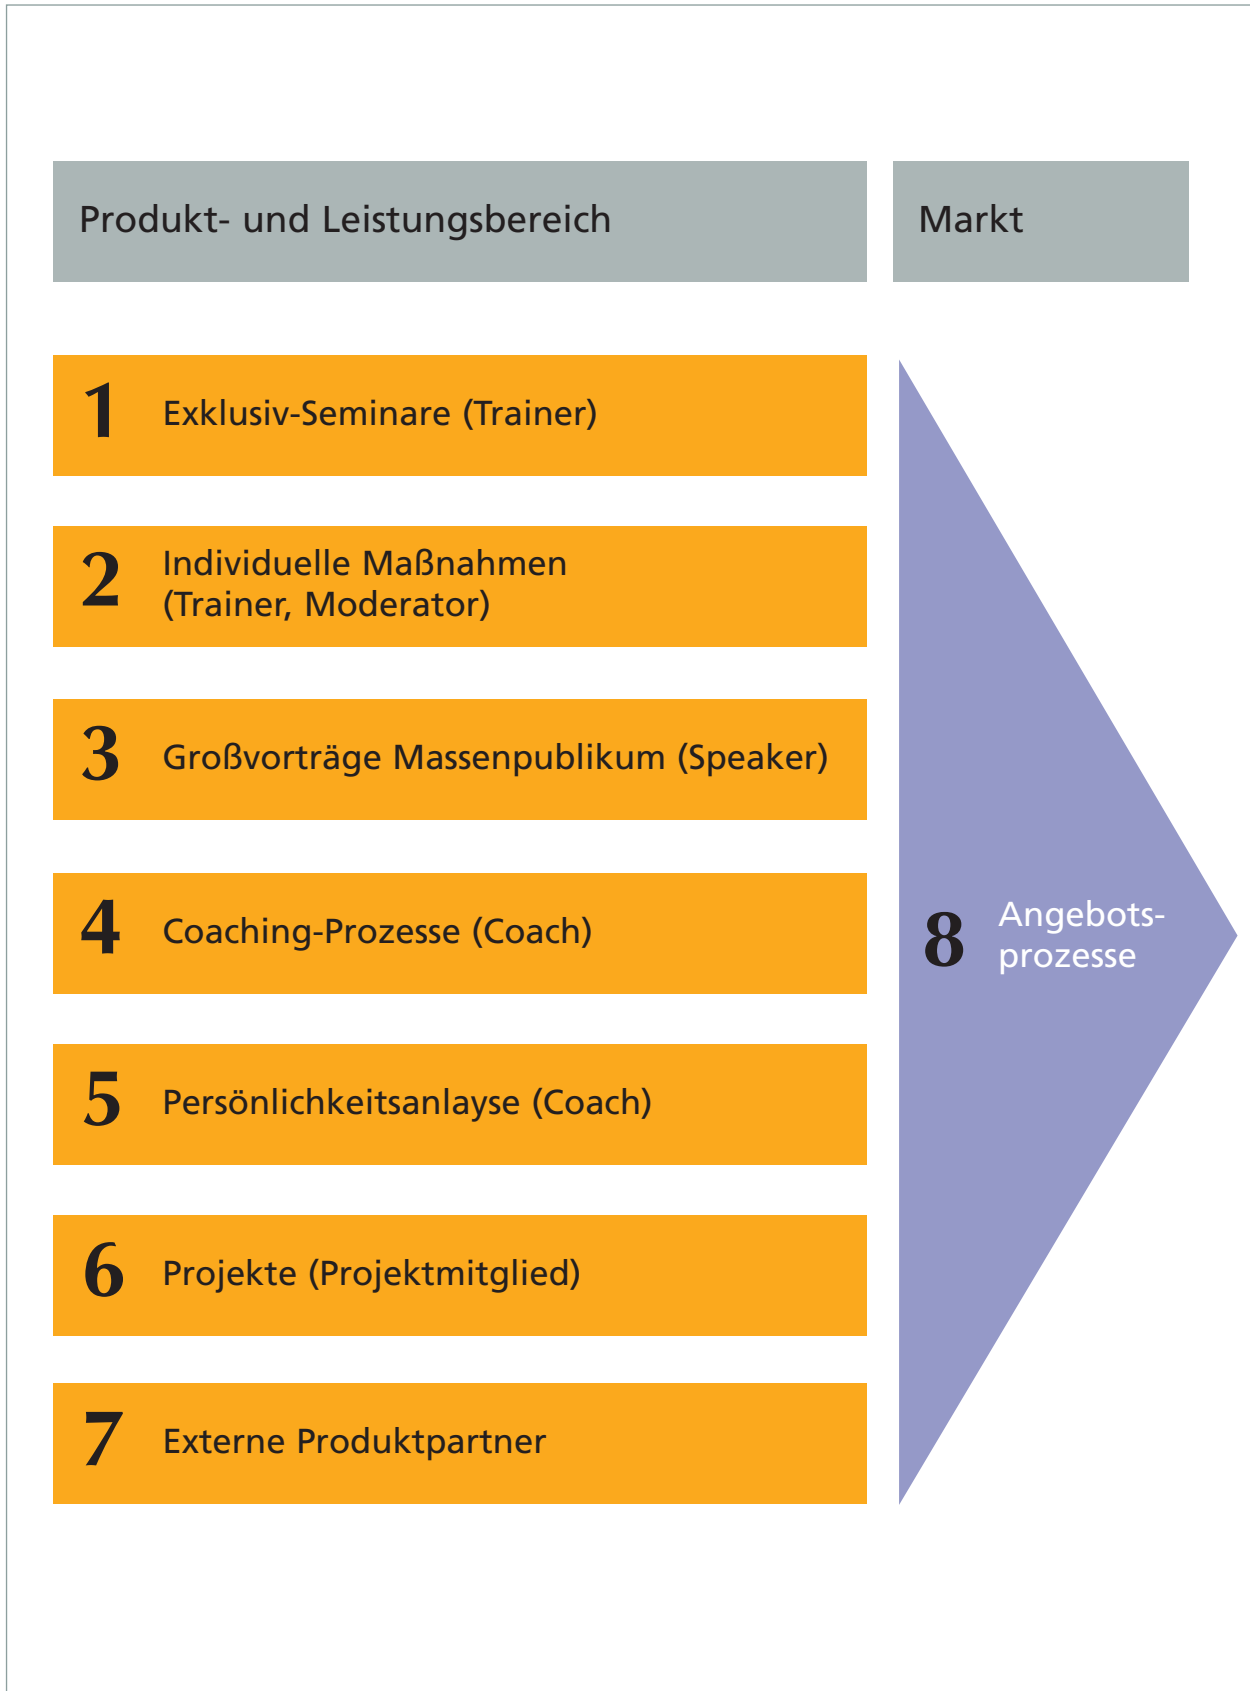 Produkt- und Leistungsbereich
Markt
1 Exklusiv-Seminare (Trainer)
2 Individuelle Maßnahmen
(Trainer, Moderator)
3 Großvorträge Massenpublikum (Speaker)
4 Coaching-Prozesse (Coach)
5 Persönlichkeitsanlayse (Coach)
6 Projekte (Projektmitglied)
7 Externe Produktpartner
8 Angebots-
prozesse